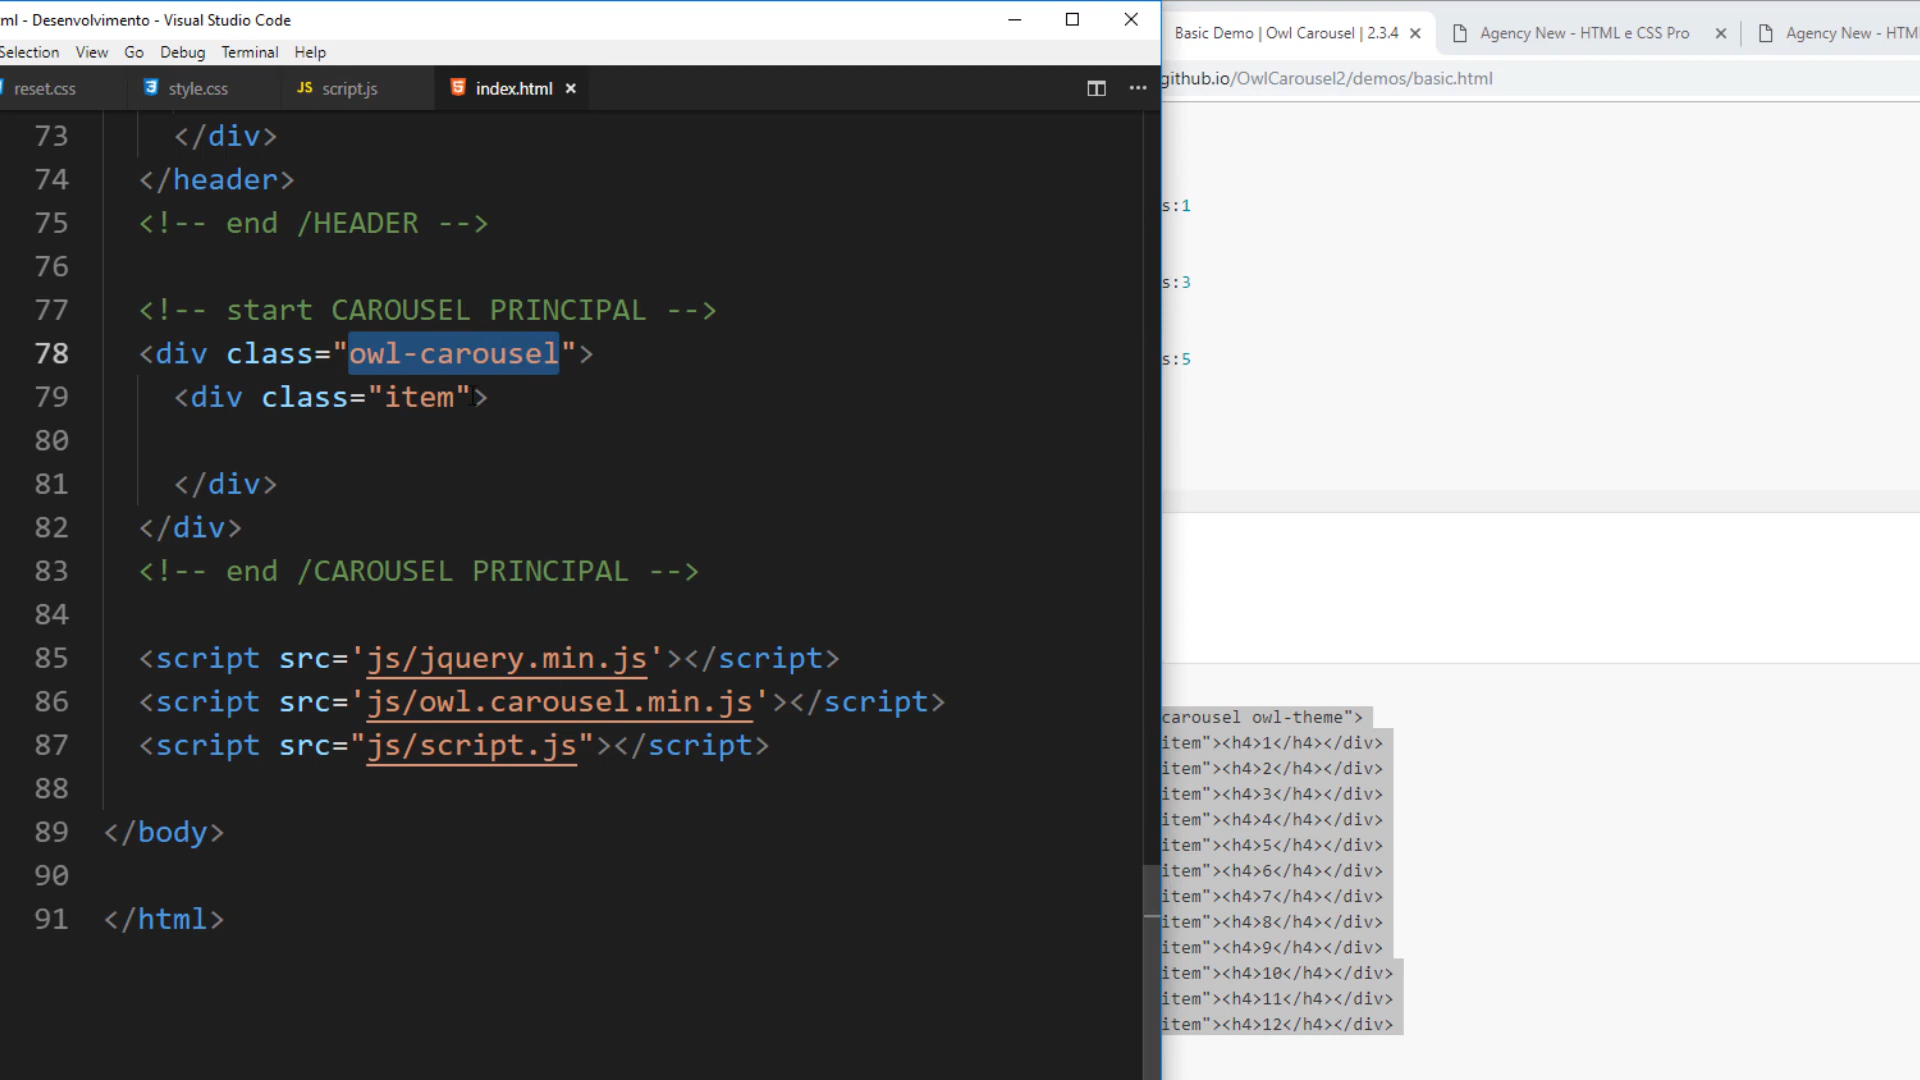 ml - Desenvolvimento - Visual Studio Code
Selection View Go Debug Terminal Help
reset.css style.css JS script.js index.html
73 </div>
74 </header>
75 <!-- end /HEADER -->
76
77 <!-- start CAROUSEL PRINCIPAL -->
78 <div class="owl-carousel">
79 <div class="item">
80
81 </div>
82 </div>
83 <!-- end /CAROUSEL PRINCIPAL -->
84
85 <script src='js/jquery.min.js'></script>
86 <script src='js/owl.carousel.min.js'></script>
87 <script src="js/script.js"></script>
88
89 </body>
90
91 </html>
Basic Demo | Owl Carousel | 2.3.4 Agency New - HTML e CSS Pro Agency New - HTM
github.io/OwlCarousel2/demos/basic.html
s:1
s:3
s:5
carousel owl-theme">
item"><h4>1</h4></div>
item"><h4>2</h4></div>
item"><h4>3</h4></div>
item"><h4>4</h4></div>
item"><h4>5</h4></div>
item"><h4>6</h4></div>
item"><h4>7</h4></div>
item"><h4>8</h4></div>
item"><h4>9</h4></div>
item"><h4>10</h4></div>
item"><h4>11</h4></div>
item"><h4>12</h4></div>